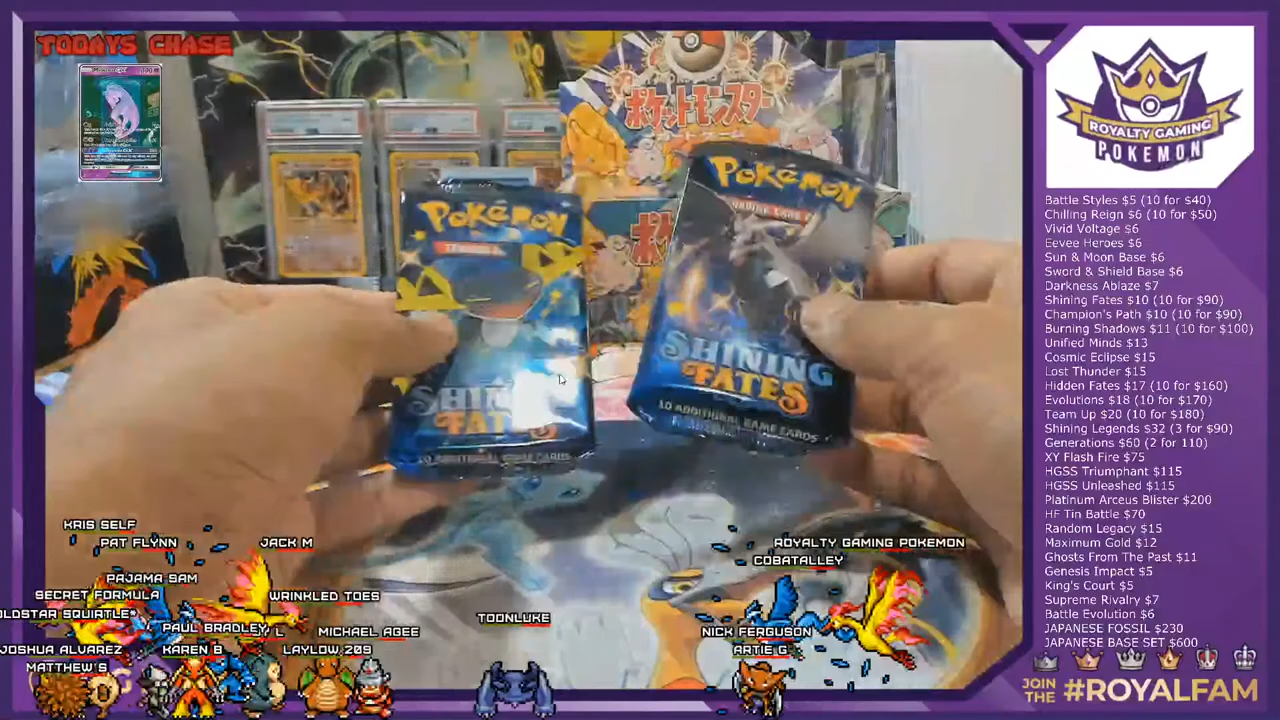 TODAYS CHASE
ポケットモンスター
Pokémon
Pokémon
SHINING
FATES
10 ADDITIONAL GAME CARDS
SHINING
FATES
10 ADDITIONAL GAME CARDS
ROYALTY GAMING
POKEMON
Battle Styles $5 (10 for $40)
Chilling Reign $6 (10 for $50)
Vivid Voltage $6
Eevee Heroes $6
Sun & Moon Base $6
Sword & Shield Base $6
Darkness Ablaze $7
Shining Fates $10 (10 for $90)
Champion's Path $10 (10 for $90)
Burning Shadows $11 (10 for $100)
Unified Minds $13
Cosmic Eclipse $15
Lost Thunder $15
Hidden Fates $17 (10 for $160)
Evolutions $18 (10 for $170)
Team Up $20 (10 for $180)
Shining Legends $32 (3 for $90)
Generations $60 (2 for 110)
XY Flash Fire $75
HGSS Triumphant $115
HGSS Unleashed $115
Platinum Arceus Blister $200
HF Tin Battle $70
Random Legacy $15
Maximum Gold $12
Ghosts From The Past $11
Genesis Impact $5
King's Court $5
Supreme Rivalry $7
Battle Evolution $6
JAPANESE FOSSIL $230
JAPANESE BASE SET $600
JOIN THE #ROYALFAM
KRIS SELF
PAT FLYNN
JACK M
ROYALTY GAMING POKEMON
COBATALLEY
PAJAMA SAM
SECRET FORMULA
WRINKLED TOES
OLDSTAR SQUIRTLE*
PAUL BRADLEY
Y L
MICHAEL AGEE
TOONLUKE
NICK FERGUSON
JOSHUA ALVAREZ
KAREN B
LAYLOW 209
ARTIE G
MATTHEW S